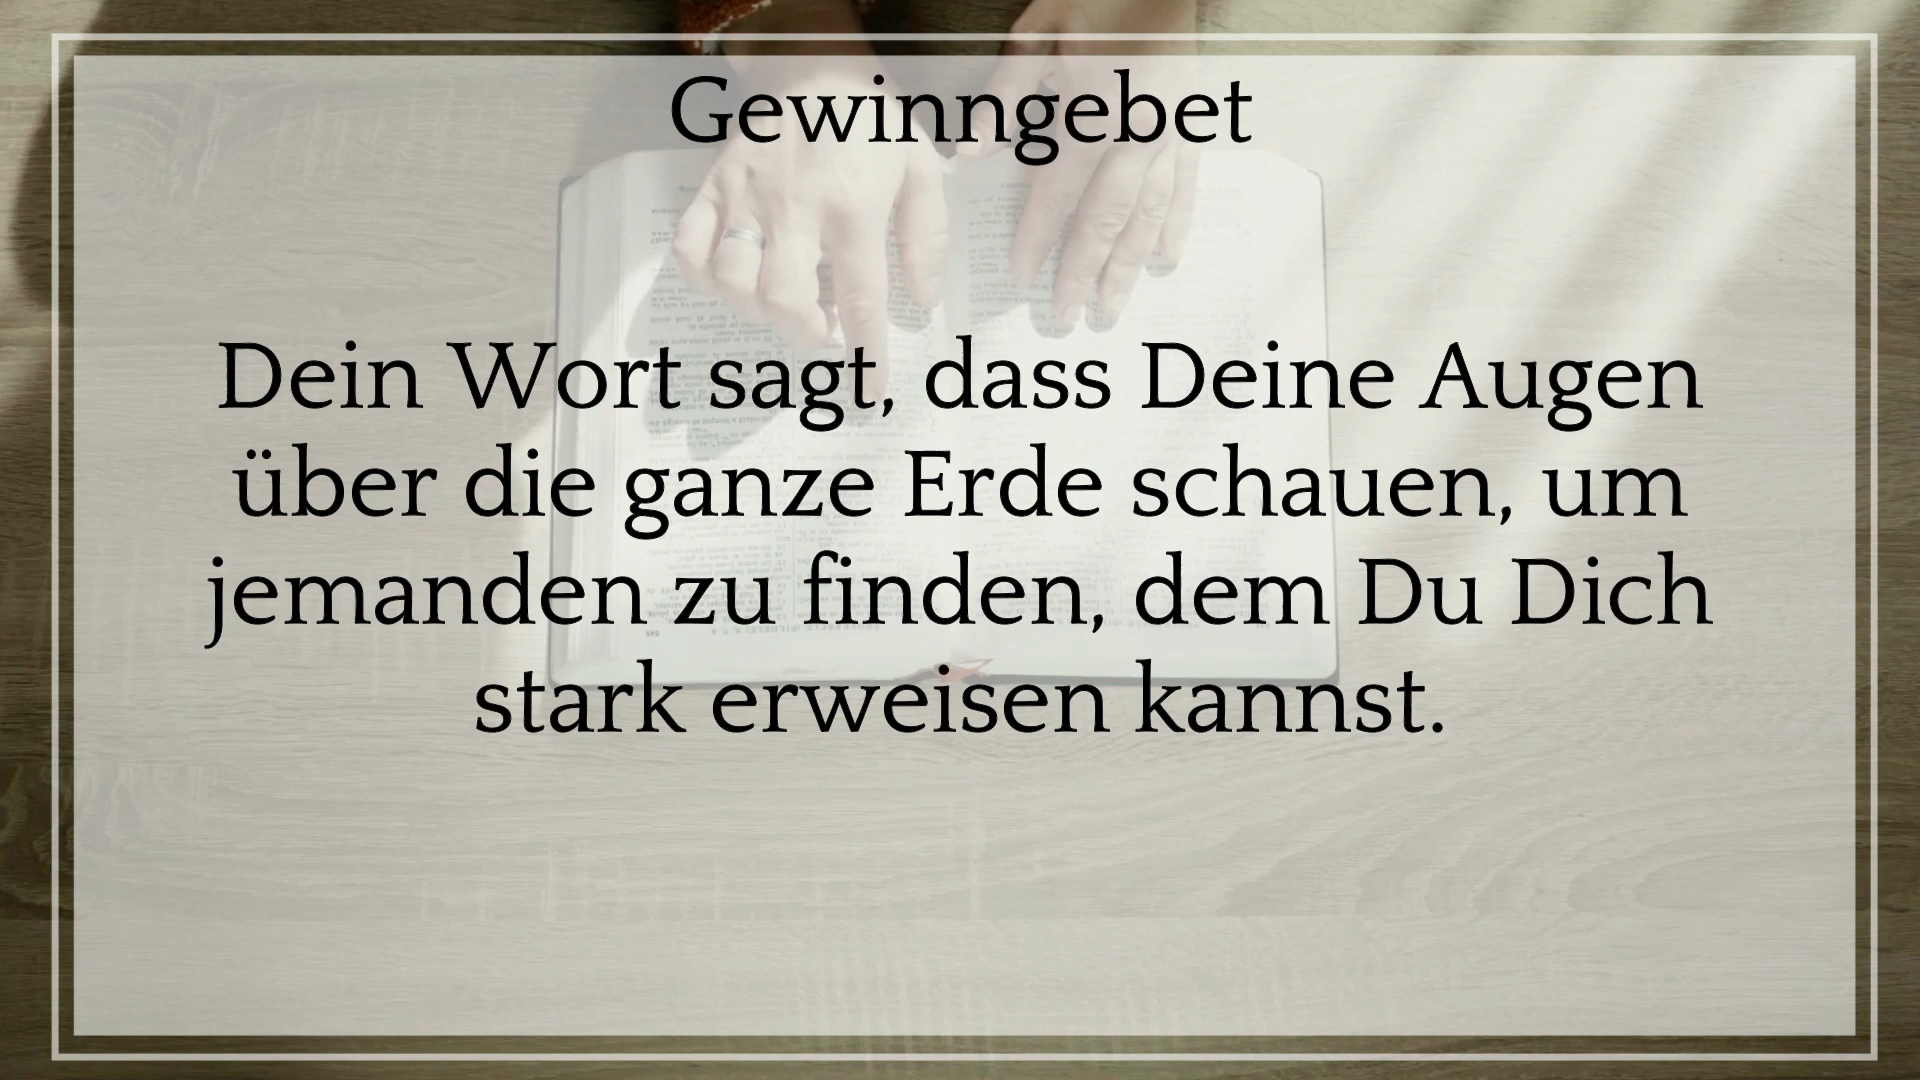 Gewinngebet
Dein Wort sagt, dass Deine Augen
über die ganze Erde schauen, um
jemanden zu finden, dem Du Dich
stark erweisen kannst.